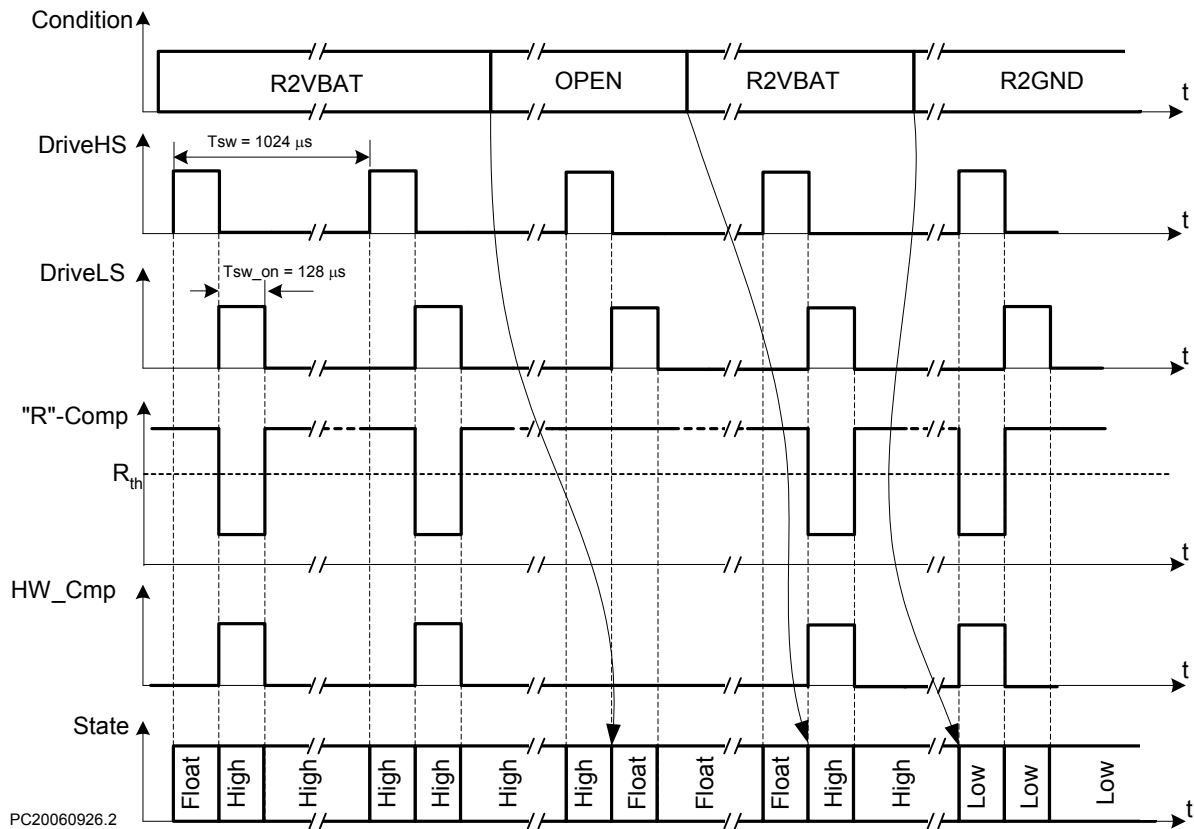 Condition
R2VBAT
OPEN
R2VBAT
R2GND
t
DriveHS
Tsw = 1024 μs
t
DriveLS
Tsw_on = 128 μs
t
"R"-Comp
Rth
t
HW_Cmp
t
State
Float
High
High
High
High
High
High
Float
Float
Float
High
High
Low
Low
Low
t
PC20060926.2